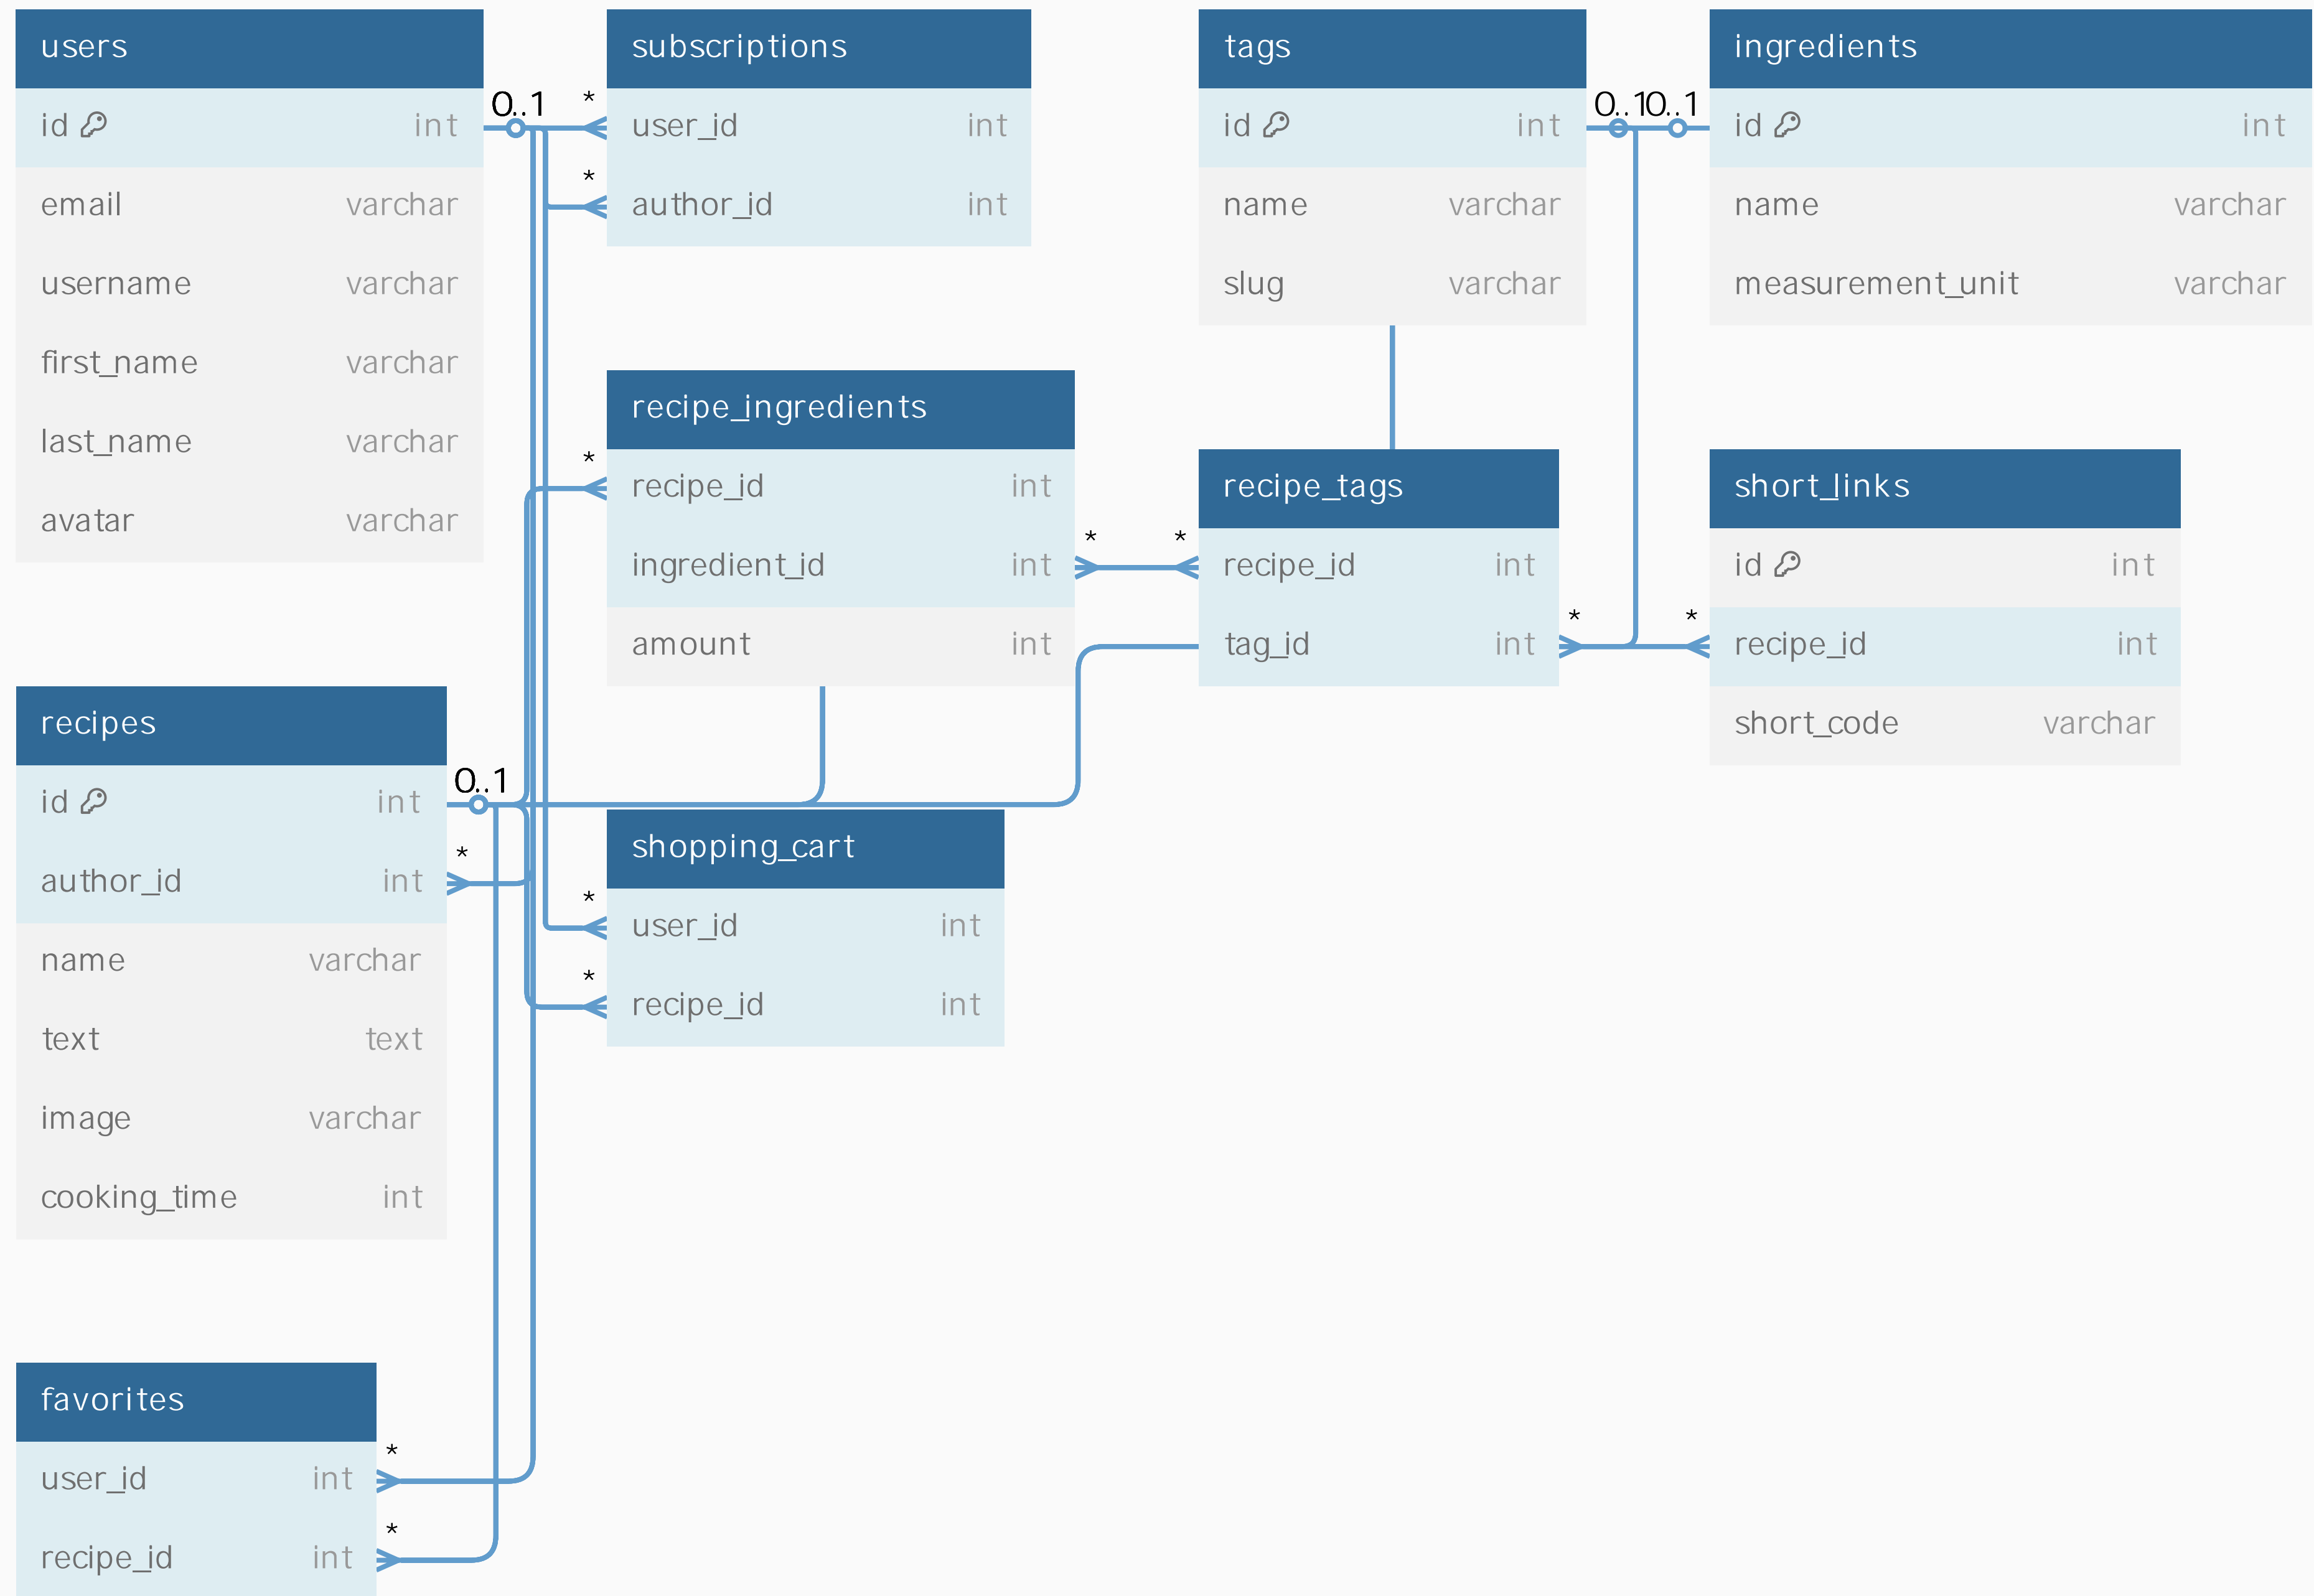 users
id int
email varchar
username varchar
first_name varchar
last_name varchar
avatar varchar
0..1
*
*
subscriptions
user_id int
author_id int
tags
id int
name varchar
slug varchar
0..1
0..1
ingredients
id int
name varchar
measurement_unit varchar
*
recipe_ingredients
recipe_id int
ingredient_id int
amount int
*
*
recipe_tags
recipe_id int
tag_id int
*
*
short_links
id int
recipe_id int
short_code varchar
recipes
id int
author_id int
name varchar
text text
image varchar
cooking_time int
0..1
*
*
*
shopping_cart
user_id int
recipe_id int
favorites
user_id int
recipe_id int
*
*